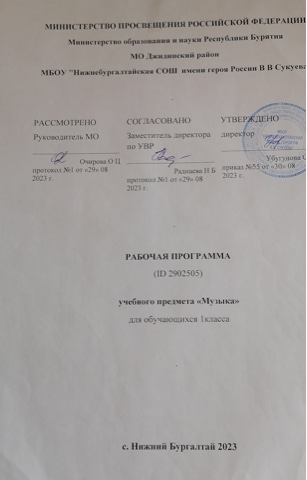 МИНИСТЕРСТВО ПРОСВЕЩЕНИЯ РОССИЙСКОЙ ФЕДЕРАЦИИ
Министерство образования и науки Республики Бурятия
МО Джидинский район
МБОУ "Нижнебургалтайская СОШ имени героя России В В Сукуева
РАССМОТРЕНО
Руководитель МО
Очирова О Ц
протокол №1 от «29» 08
2023 г.
СОГЛАСОВАНО
Заместитель директора
по УВР
Раднаева Н Б
протокол №1 от «29» 08
2023 г.
УТВЕРЖДЕНО
директор
Убугунова
приказ №55 от «30» 08
2023 г.
РАБОЧАЯ ПРОГРАММА
(ID 2902505)
учебного предмета «Музыка»
для обучающихся 1класса
с. Нижний Бургалтай 2023